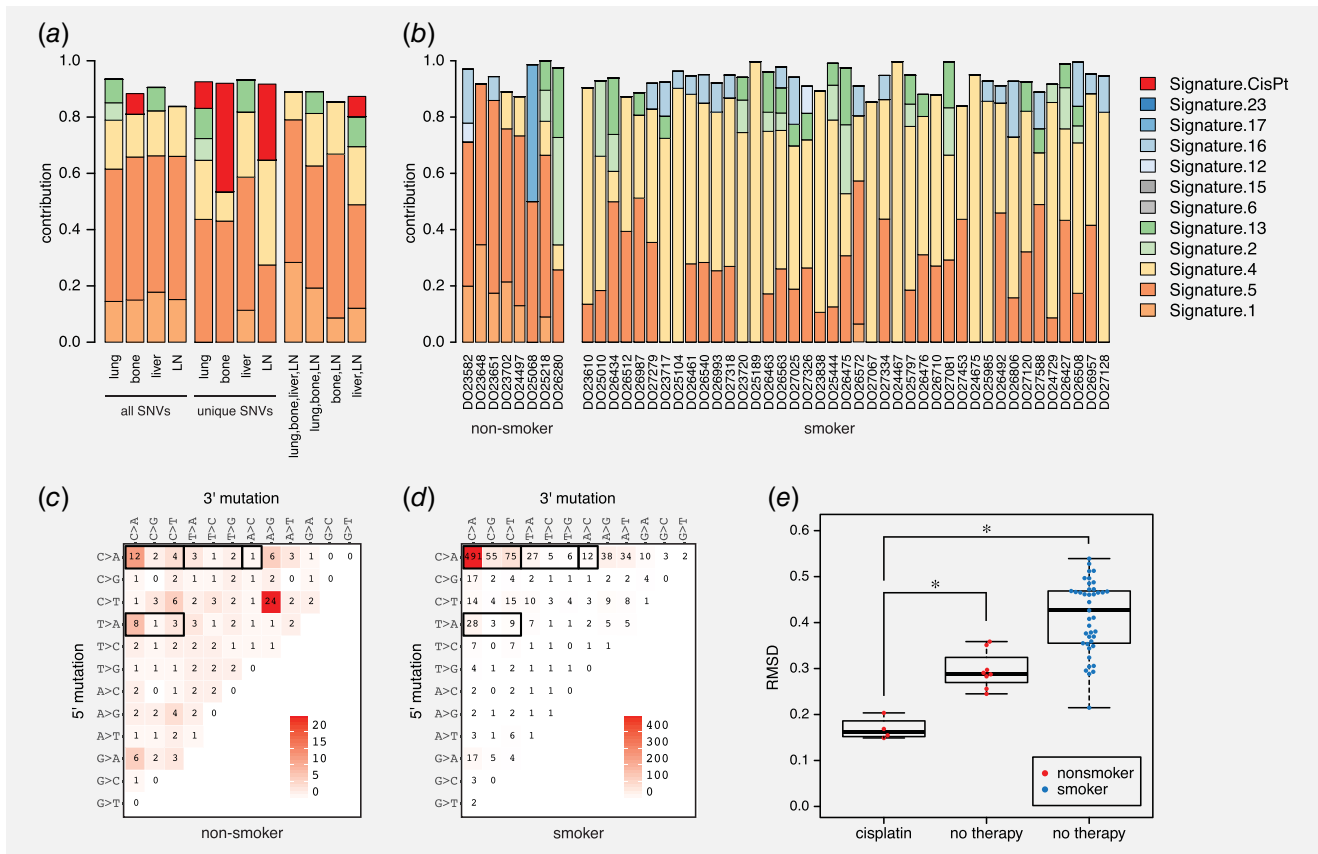 (a)
contribution
1.0
0.8
0.6
0.4
0.2
0.0
lung
bone
liver
LN
all SNVs
lung
bone
liver
LN
unique SNVs
lung,bone,liver,LN
lung,bone,LN
bone,LN
liver,LN
(b)
contribution
1.0
0.8
0.6
0.4
0.2
0.0
DO23582
DO23648
DO23651
DO23702
DO24497
DO25068
DO25218
DO26280
non-smoker
DO23610
DO25010
DO26434
DO26512
DO26987
DO27279
DO23717
DO25104
DO26461
DO26540
DO26993
DO27318
DO23720
DO25189
DO26463
DO26563
DO27025
DO27326
DO23838
DO25444
DO26475
DO26572
DO27067
DO27334
DO24467
DO25977
DO26476
DO26710
DO27081
DO27453
DO24675
DO25985
DO26492
DO26806
DO27120
DO27588
DO24729
DO26427
DO26508
DO26957
DO27128
smoker
Signature.CisPt
Signature.23
Signature.17
Signature.16
Signature.12
Signature.15
Signature.6
Signature.13
Signature.2
Signature.4
Signature.5
Signature.1
(c)
3' mutation
C>A C>G C>T T>A T>C T>G A>C A>G A>T G>A G>C G>T
5' mutation
C>A 12 2 4 3 1 2 1 6 3 1 0 0
C>G 1 0 2 1 1 2 1 2 0 1 0
C>T 1 3 6 2 3 2 1 24 2 2
T>A 8 1 3 3 1 2 1 1 2
T>C 2 1 2 2 2 1 1 1
T>G 1 1 1 2 2 2 0
A>C 2 0 1 2 2 0
A>G 2 2 4 2 0
A>T 1 1 2 1
G>A 6 2 3
G>C 1 0
G>T 0
20
15
10
5
0
non-smoker
(d)
3' mutation
C>A C>G C>T T>A T>C T>G A>C A>G A>T G>A G>C G>T
5' mutation
C>A 491 55 75 27 5 6 12 38 34 10 3 2
C>G 17 2 4 2 1 1 1 2 2 4 0
C>T 14 4 15 10 3 4 3 9 8 1
T>A 28 3 9 7 1 1 2 5 5
T>C 7 0 7 1 1 0 1 1
T>G 4 1 2 1 1 1 0
A>C 2 0 2 1 1 0
A>G 2 1 2 1 1
A>T 3 1 6 1
G>A 17 5 4
G>C 3 0
G>T 2
400
300
200
100
0
smoker
(e)
RMSD
0.6
0.5
0.4
0.3
0.2
0.1
0.0
*
*
nonsmoker
smoker
cisplatin
no therapy
no therapy